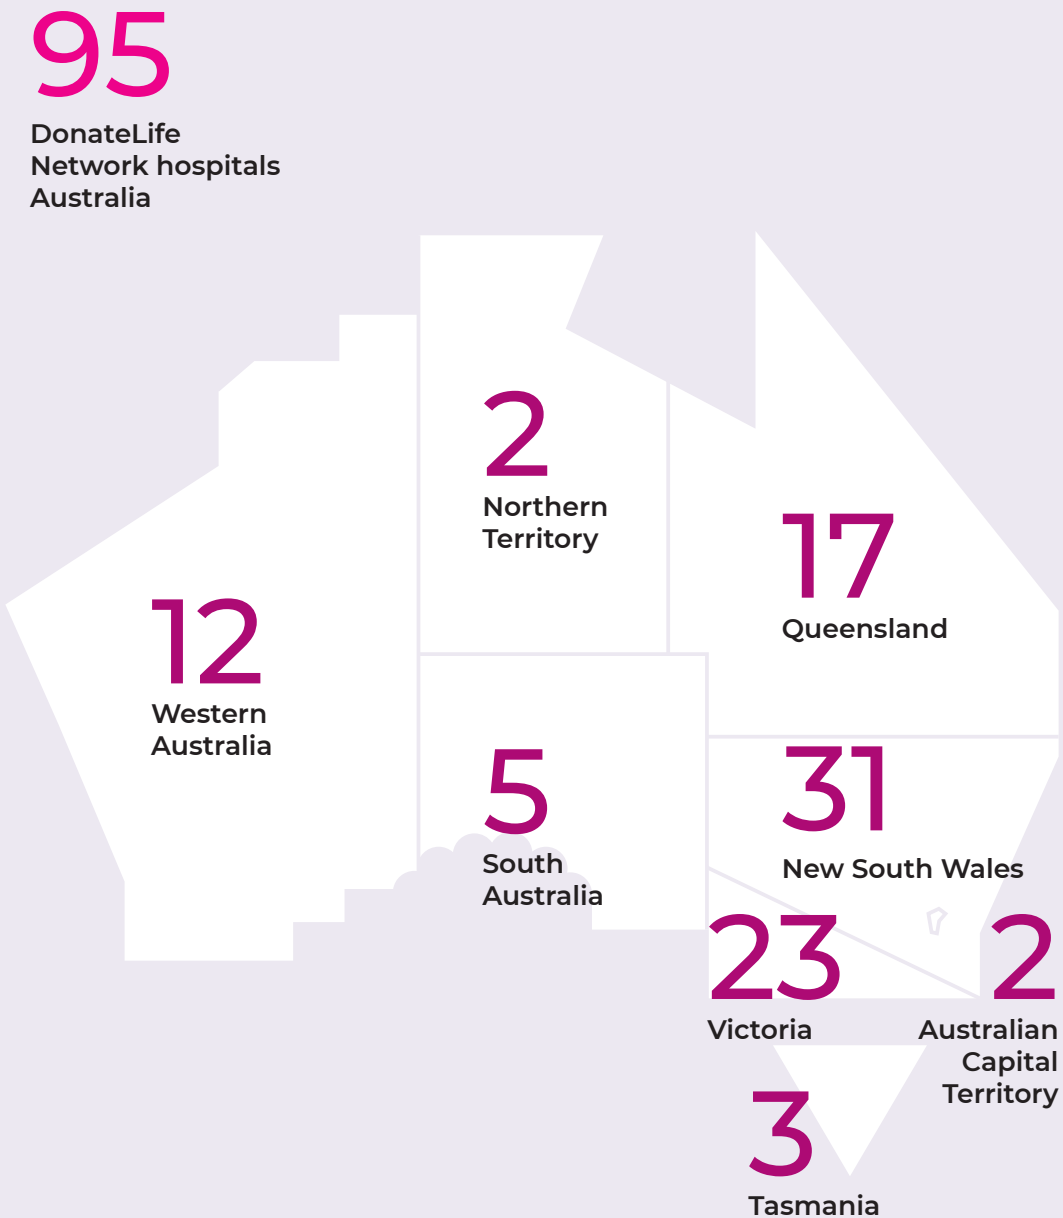 95
DonateLife
Network hospitals
Australia
2
Northern
Territory
17
Queensland
12
Western
Australia
5
South
Australia
31
New South Wales
23
Victoria
2
Australian
Capital
Territory
3
Tasmania